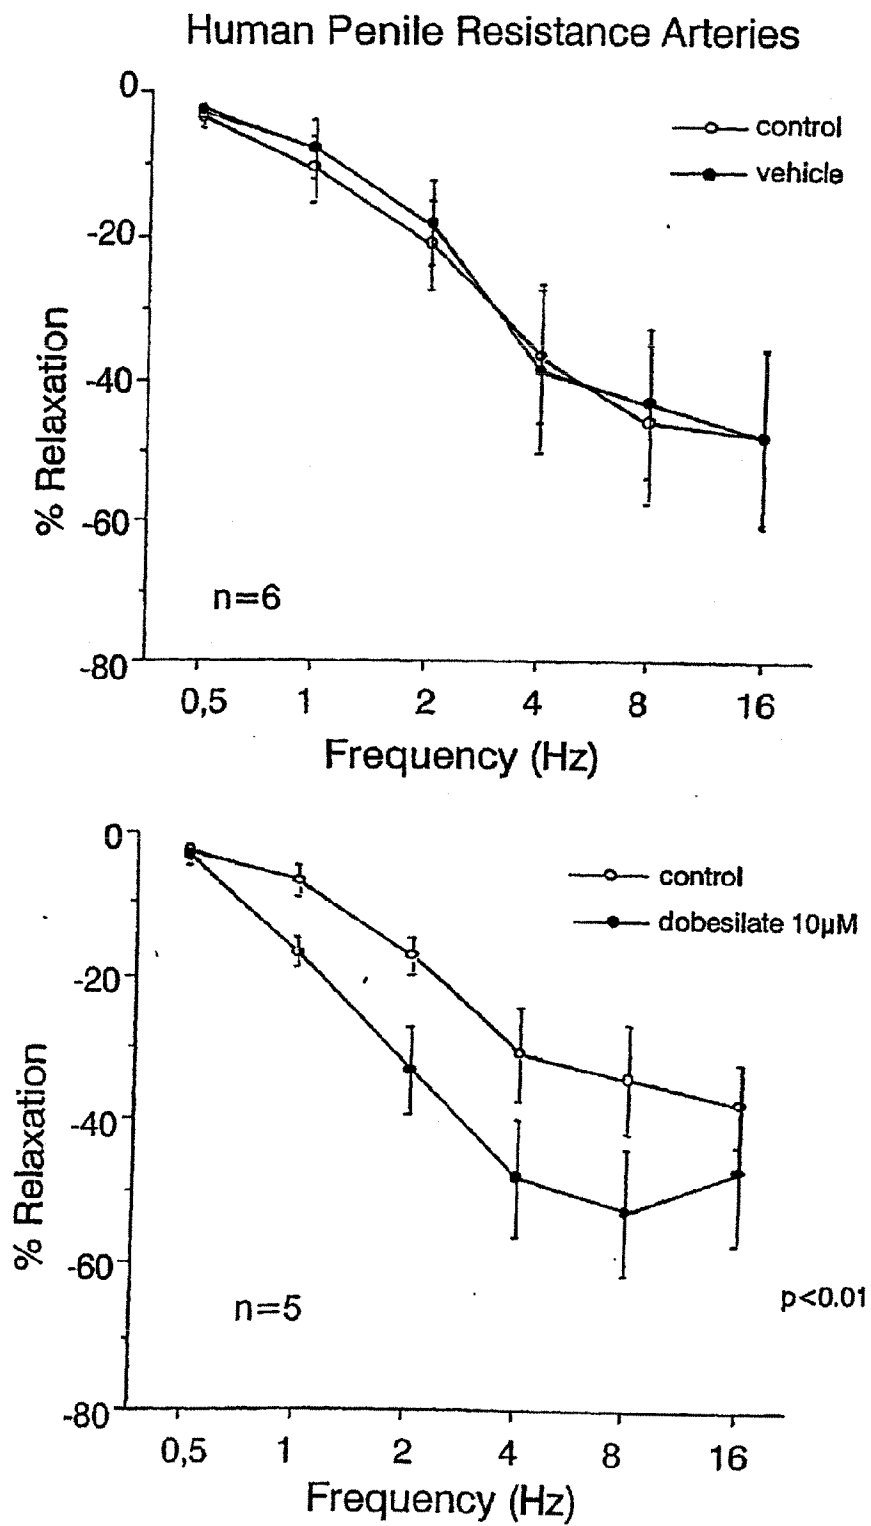 Human Penile Resistance Arteries
0
-20
-40
-60
-80
% Relaxation
control
vehicle
n=6
0,5 1 2 4 8 16
Frequency (Hz)
0
-20
-40
-60
-80
% Relaxation
control
dobesilate 10µM
n=5
p<0.01
0,5 1 2 4 8 16
Frequency (Hz)